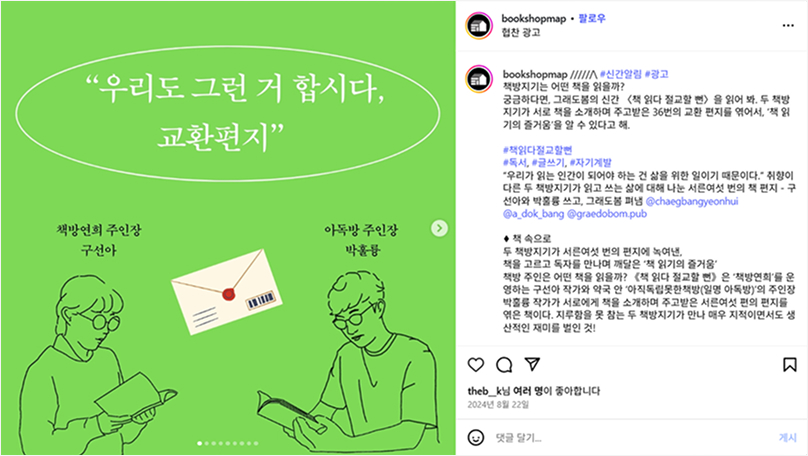 “우리도 그런 거 합시다,
교환편지”
책방연희 주인장
구선아
아독방 주인장
박훌륭
bookshopmap • 팔로우
협찬 광고
bookshopmap //////\ #신간알림 #광고
책방지기는 어떤 책을 읽을까?
궁금하다면, 그래도봄의 신간 〈책 읽다 절교할 뻔〉을 읽어 봐. 두 책방
지기가 서로 책을 소개하며 주고받은 36번의 교환 편지를 엮어서, ‘책 읽
기의 즐거움’을 알 수 있다고 해.
#책읽다절교할뻔
#독서, #글쓰기, #자기계발
“우리가 읽는 인간이 되어야 하는 건 삶을 위한 일이기 때문이다.” 취향이
다른 두 책방지기가 읽고 쓰는 삶에 대해 나눈 서른여섯 번의 책 편지 - 구
선아와 박훌륭 쓰고, 그래도봄 펴냄 @chaegbangyeonhui
@a_dok_bang @graedobom.pub
♦ 책 속으로
두 책방지기가 서른여섯 번의 편지에 녹여낸,
책을 고르고 독자를 만나며 깨달은 ‘책 읽기의 즐거움’
책방 주인은 어떤 책을 읽을까? 《책 읽다 절교할 뻔》은 ‘책방연희’를 운
영하는 구선아 작가와 약국 안 ‘아직독립못한책방(일명 아독방)’의 주인장
박훌륭 작가가 서로에게 책을 소개하며 주고받은 서른여섯 편의 편지를
엮은 책이다. 지루함을 못 참는 두 책방지기가 만나 매우 지적이면서도 생
산적인 재미를 벌인 것!
theb__k님 여러 명이 좋아합니다
2024년 8월 22일
댓글 달기...
게시